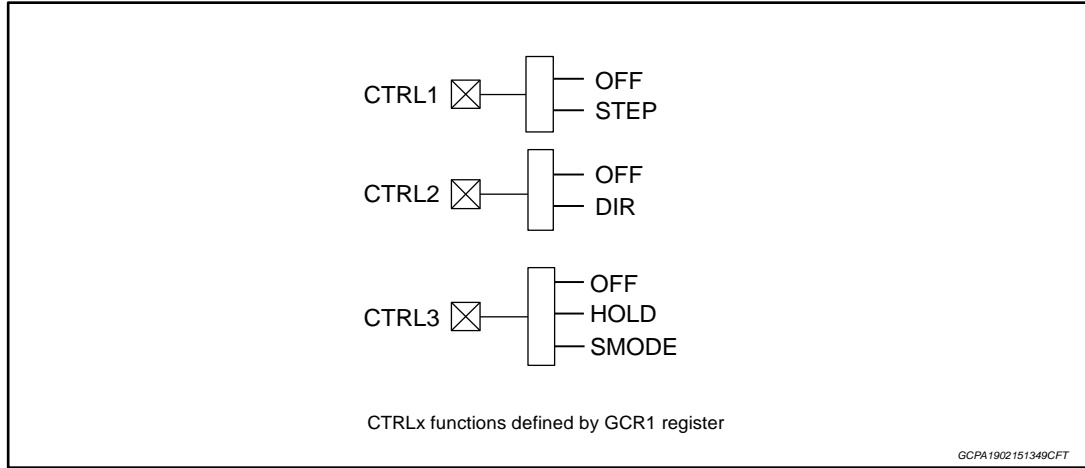 CTRL1
OFF
STEP
CTRL2
OFF
DIR
CTRL3
OFF
HOLD
SMODE
CTRLx functions defined by GCR1 register
GCPA1902151349CFT